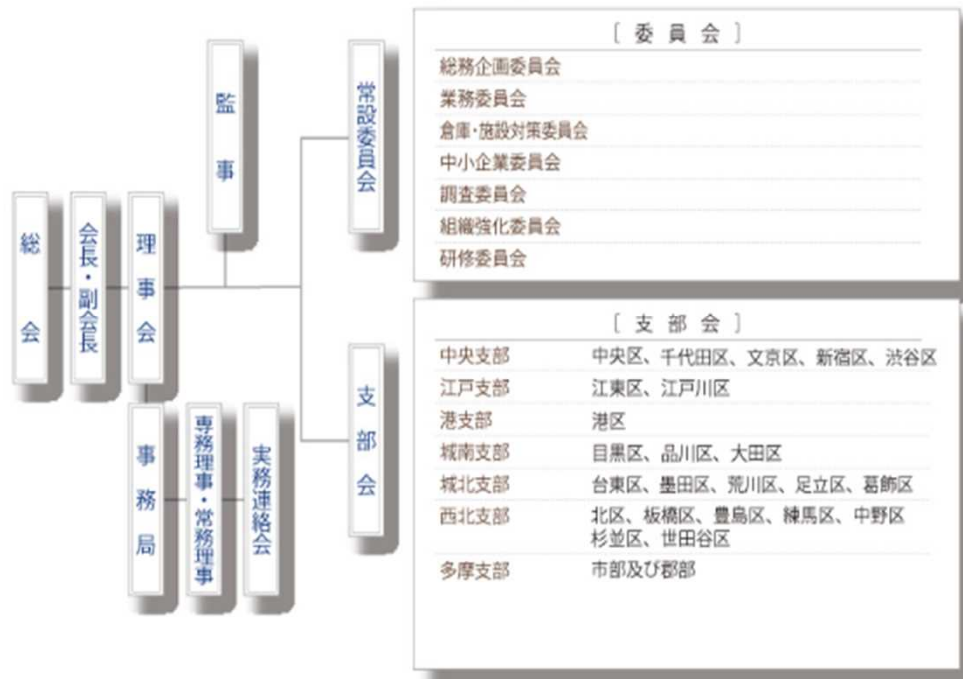 総会
会長・副会長
理事会
監事
常設委員会
支部会
事務局
専務理事・常務理事
実務連絡会
[ 委 員 会 ]
総務企画委員会
業務委員会
倉庫・施設対策委員会
中小企業委員会
調査委員会
組織強化委員会
研修委員会
[ 支 部 会 ]
中央支部 中央区、千代田区、文京区、新宿区、渋谷区
江戸支部 江東区、江戸川区
港支部 港区
城南支部 目黒区、品川区、大田区
城北支部 台東区、墨田区、荒川区、足立区、葛飾区
西北支部 北区、板橋区、豊島区、練馬区、中野区
杉並区、世田谷区
多摩支部 市部及び郡部